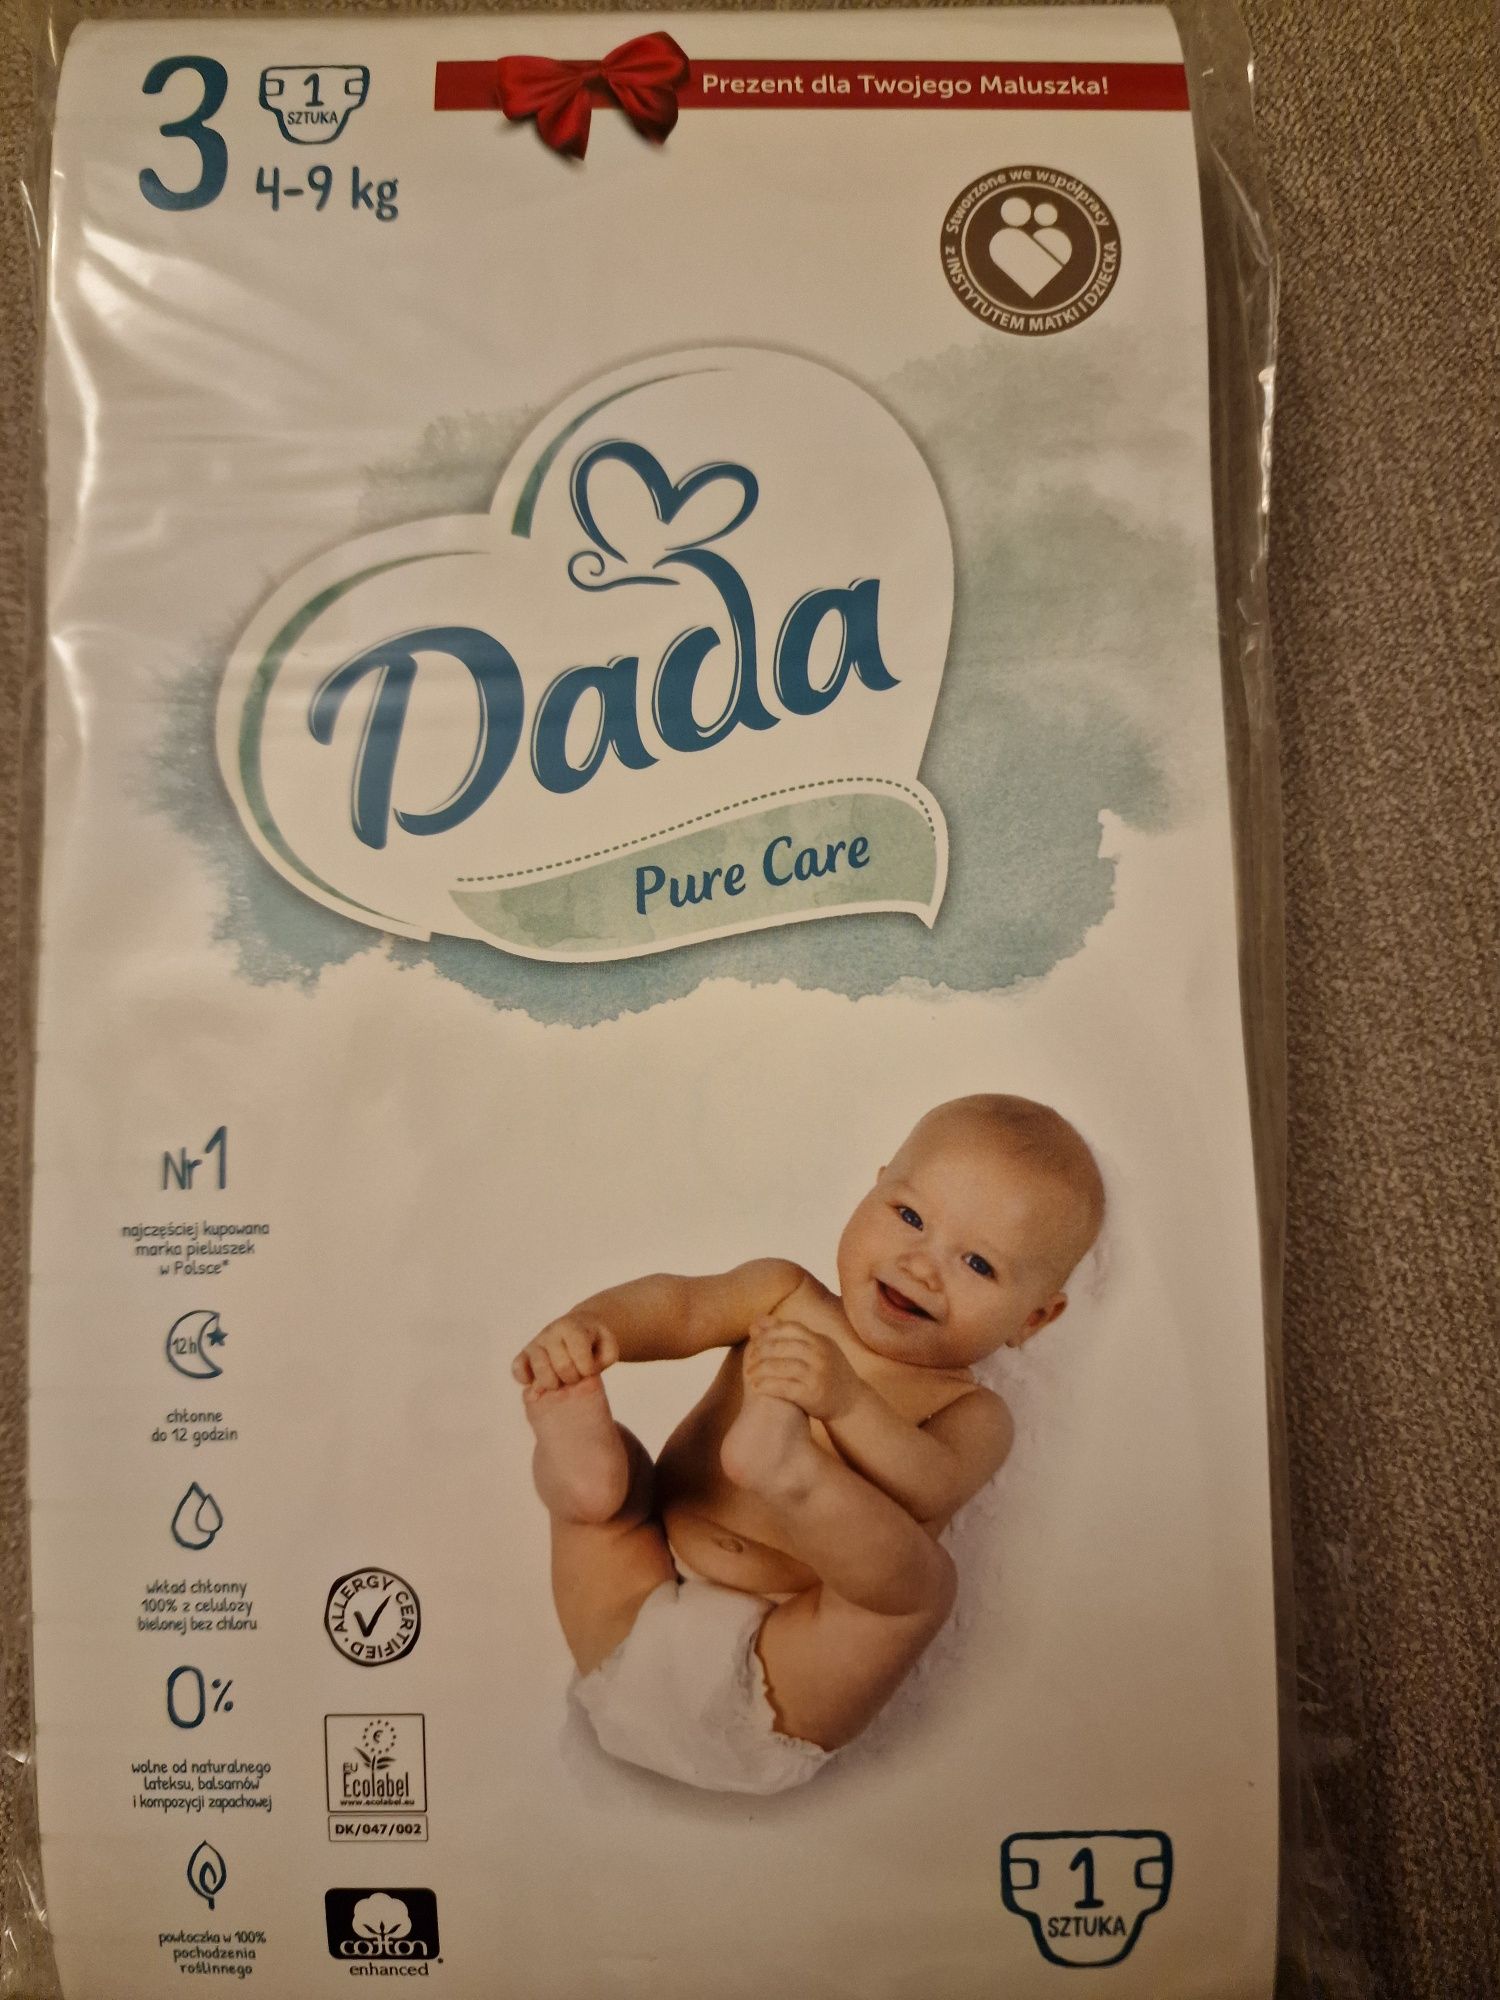 3
1
SZTUKA
4-9 kg
Prezent dla Twojego Maluszka!
Stworzone we współpracy
z INSTYTUTEM MATKI I DZIECKA
Dada
Pure Care
Nr 1
najczęściej kupowana
marka pieluszek
w Polsce*
12h
chłonne
do 12 godzin
wkład chłonny
100% z celulozy
bielonej bez chloru
0%
wolne od naturalnego
lateksu, balsamów
i kompozycji zapachowej
powłoczka w 100%
pochodzenia
roślinnego
ALLERGY CERTIFIED
EU
Ecolabel
www.ecolabel.eu
DK/047/002
cotton
enhanced
1
SZTUKA